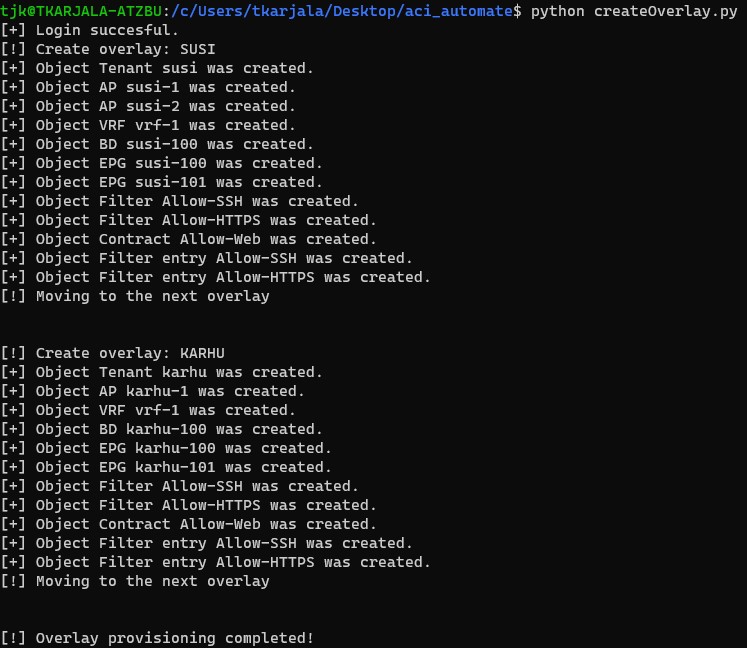 tjk@TKARJALA-ATZBU:/c/Users/tkarjala/Desktop/aci_automate$ python createOverlay.py
[+] Login succesful.
[!] Create overlay: SUSI
[+] Object Tenant susi was created.
[+] Object AP susi-1 was created.
[+] Object AP susi-2 was created.
[+] Object VRF vrf-1 was created.
[+] Object BD susi-100 was created.
[+] Object EPG susi-100 was created.
[+] Object EPG susi-101 was created.
[+] Object Filter Allow-SSH was created.
[+] Object Filter Allow-HTTPS was created.
[+] Object Contract Allow-Web was created.
[+] Object Filter entry Allow-SSH was created.
[+] Object Filter entry Allow-HTTPS was created.
[!] Moving to the next overlay
[!] Create overlay: KARHU
[+] Object Tenant karhu was created.
[+] Object AP karhu-1 was created.
[+] Object VRF vrf-1 was created.
[+] Object BD karhu-100 was created.
[+] Object EPG karhu-100 was created.
[+] Object EPG karhu-101 was created.
[+] Object Filter Allow-SSH was created.
[+] Object Filter Allow-HTTPS was created.
[+] Object Contract Allow-Web was created.
[+] Object Filter entry Allow-SSH was created.
[+] Object Filter entry Allow-HTTPS was created.
[!] Moving to the next overlay
[!] Overlay provisioning completed!